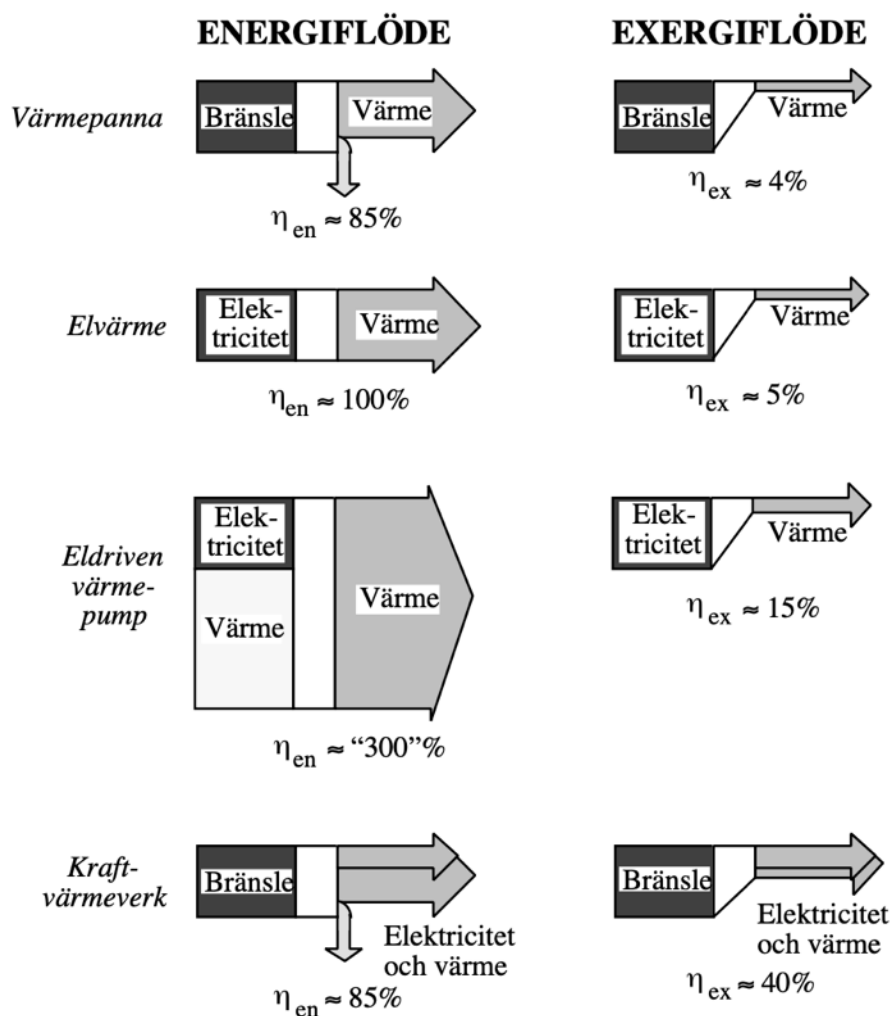 ENERGIFLÖDE EXERGIFLÖDE
Värmepanna
Bränsle
Värme
η en ≈ 85%
Bränsle
Värme
η ex ≈ 4%
Elvärme
Elek-
tricitet
Värme
η en ≈ 100%
Elek-
tricitet
Värme
η ex ≈ 5%
Eldriven
värme-
pump
Elek-
tricitet
Värme
Värme
η en ≈ “300”%
Elek-
tricitet
Värme
η ex ≈ 15%
Kraft-
värmeverk
Bränsle
Elektricitet
och värme
η en ≈ 85%
Bränsle
Elektricitet
och värme
η ex ≈ 40%